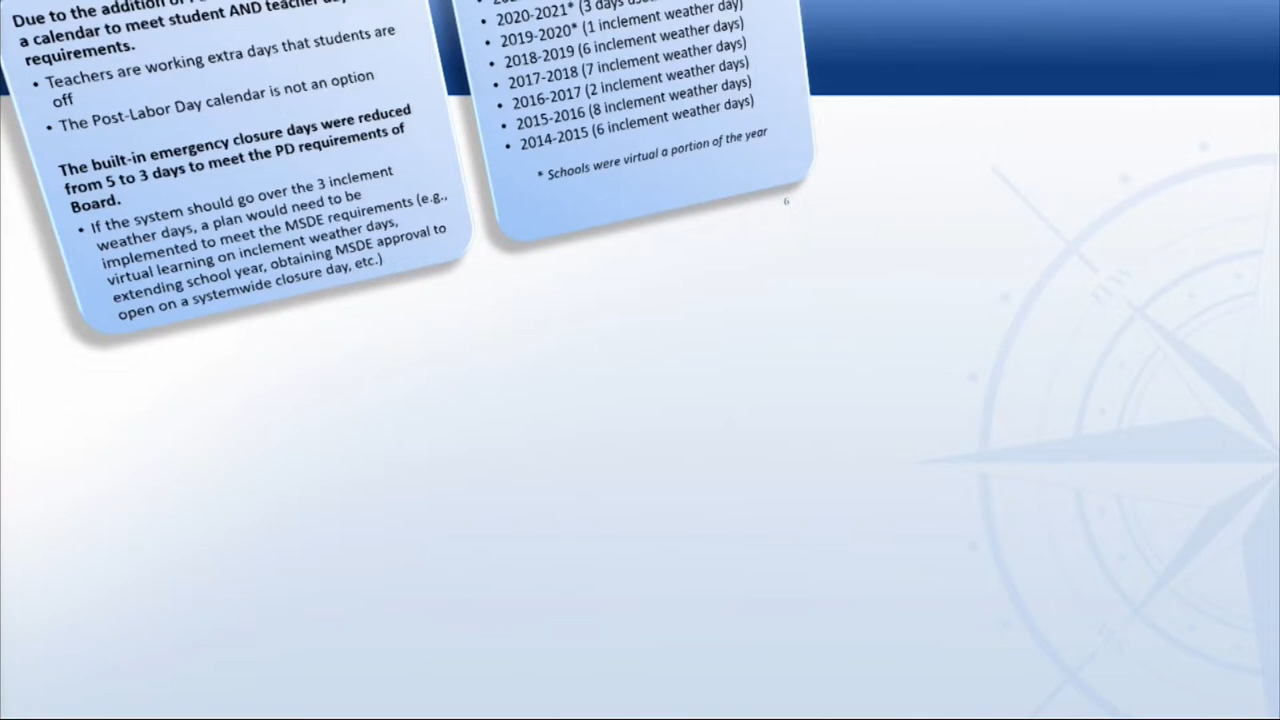 Due to the addition of
a calendar to meet student AND teacher
requirements.
• Teachers are working extra days that students are
off
• The Post-Labor Day calendar is not an option
The built-in emergency closure days were reduced
from 5 to 3 days to meet the PD requirements of
Board.
• If the system should go over the 3 inclement
weather days, a plan would need to be
implemented to meet the MSDE requirements (e.g.,
virtual learning on inclement weather days,
extending school year, obtaining MSDE approval to
open on a systemwide closure day, etc.)
• 2020-2021* (3 days
• 2019-2020* (1 inclement weather day)
• 2018-2019 (6 inclement weather days)
• 2017-2018 (7 inclement weather days)
• 2016-2017 (2 inclement weather days)
• 2015-2016 (8 inclement weather days)
• 2014-2015 (6 inclement weather days)
* Schools were virtual a portion of the year
6